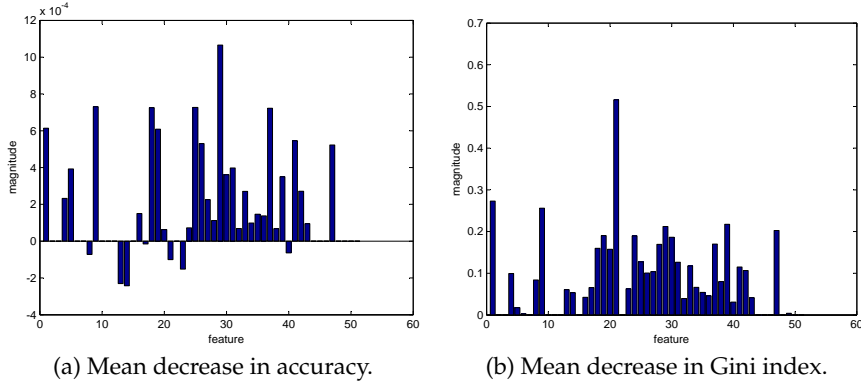 x 10⁻⁴
12
10
8
6
4
2
0
-2
-4
magnitude
0 10 20 30 40 50 60
feature
(a) Mean decrease in accuracy.
0.7
0.6
0.5
0.4
0.3
0.2
0.1
0
magnitude
0 10 20 30 40 50 60
feature
(b) Mean decrease in Gini index.